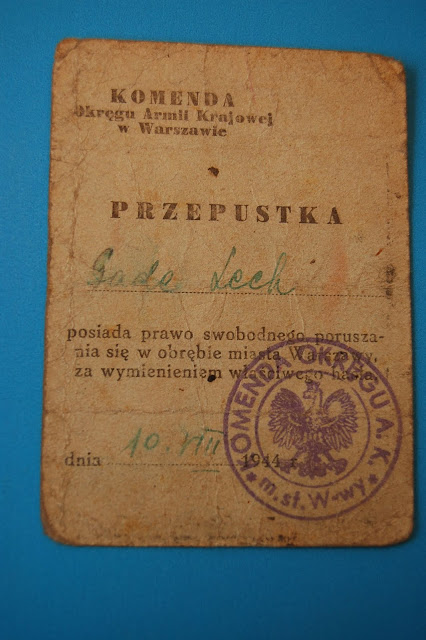 KOMENDA
Okręgu Armii Krajowej
w Warszawie
PRZEPUSTKA
Gade Lech
posiada prawo swobodnego porusza-
nia się w obrębie miasta Warszawy,
za wymienieniem właściwego hasła.
dnia 10. VIII 1944 r.
KOMENDA OKRĘGU A. K.
m. st. W-wy